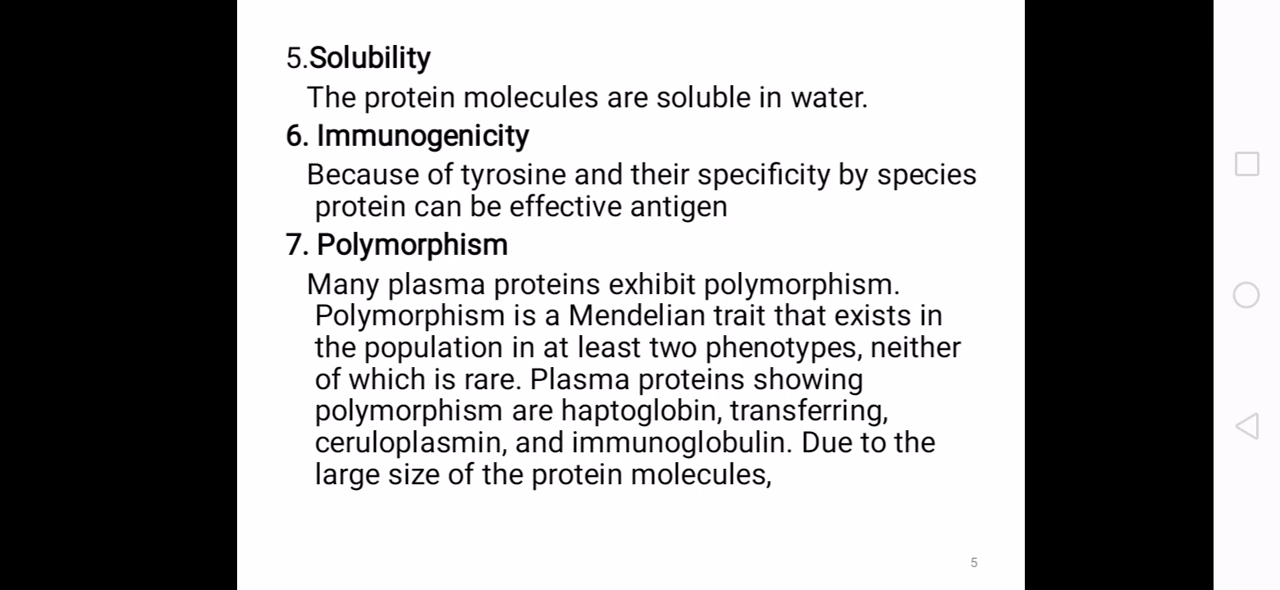 5.Solubility
The protein molecules are soluble in water.
6. Immunogenicity
Because of tyrosine and their specificity by species
protein can be effective antigen
7. Polymorphism
Many plasma proteins exhibit polymorphism.
Polymorphism is a Mendelian trait that exists in
the population in at least two phenotypes, neither
of which is rare. Plasma proteins showing
polymorphism are haptoglobin, transferring,
ceruloplasmin, and immunoglobulin. Due to the
large size of the protein molecules,
5